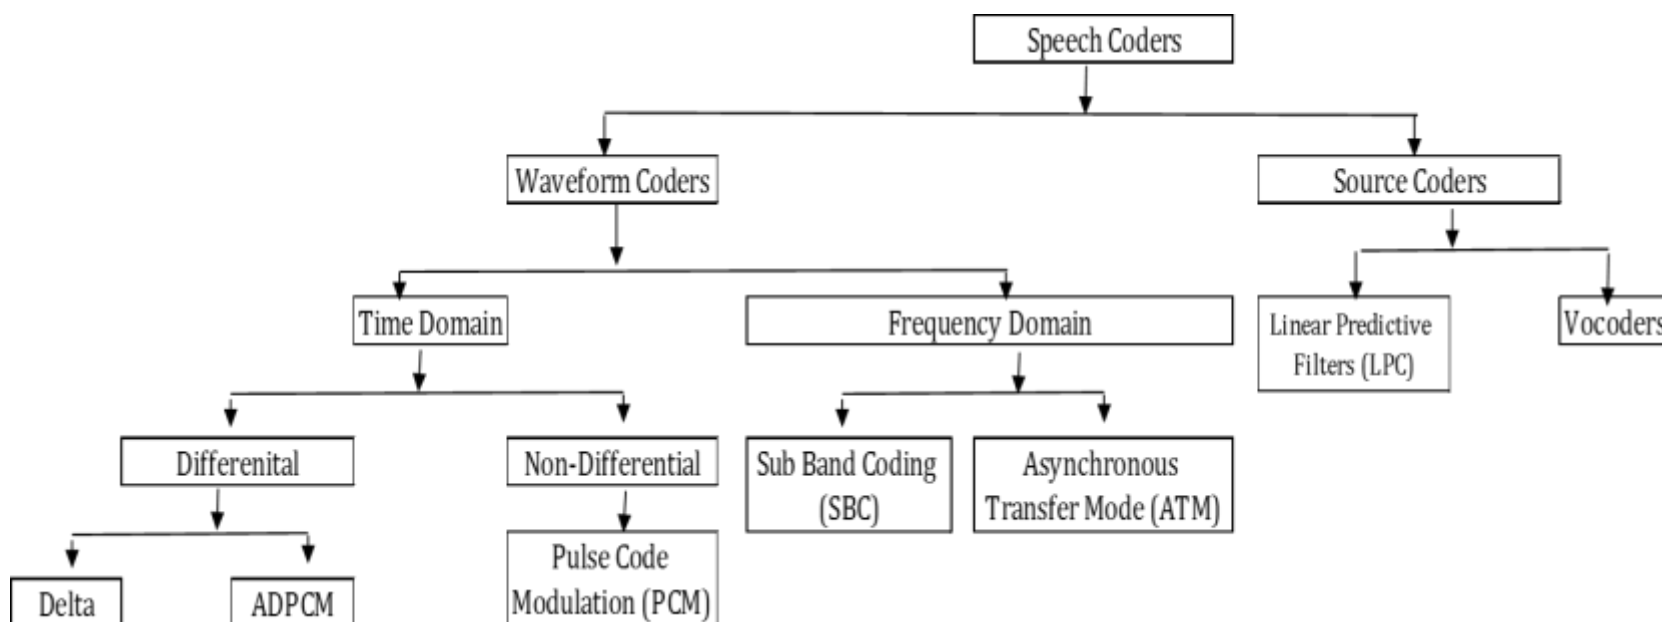 Speech Coders
Waveform Coders
Source Coders
Time Domain
Frequency Domain
Linear Predictive
Filters (LPC)
Vocoders
Differenital
Non-Differential
Sub Band Coding
(SBC)
Asynchronous
Transfer Mode (ATM)
Delta
ADPCM
Pulse Code
Modulation (PCM)